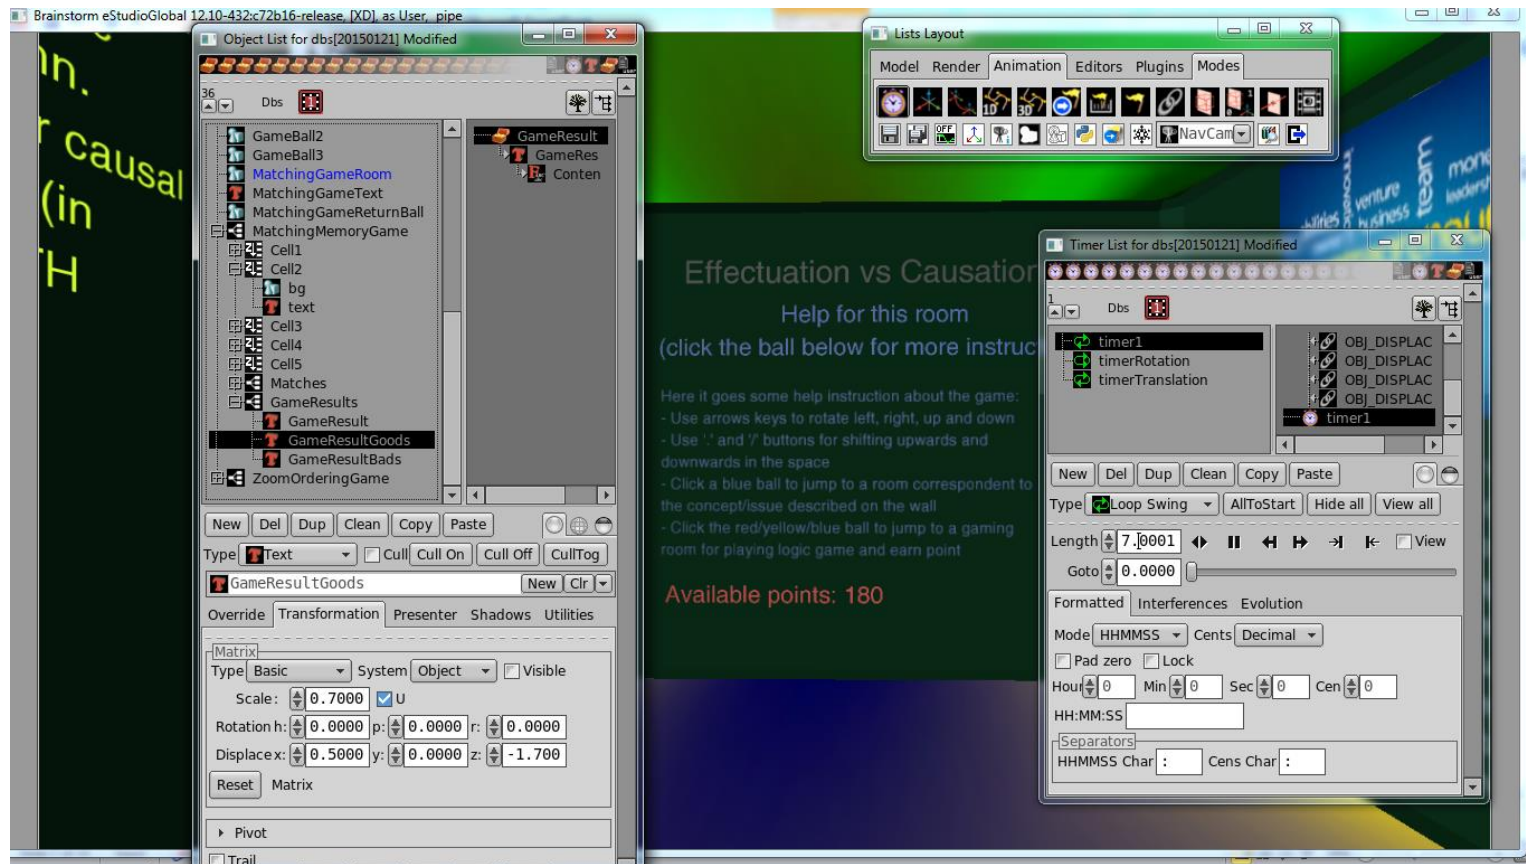 Brainstorm eStudioGlobal 12.10-432:c72b16-release, [XD], as User, pipe
in.
r causal
(in
TH
Object List for dbs[20150121] Modified
36
Dbs
GameBall2
GameBall3
MatchingGameRoom
MatchingGameText
MatchingGameReturnBall
MatchingMemoryGame
Cell1
Cell2
bg
text
Cell3
Cell4
Cell5
Matches
GameResults
GameResult
GameResultGoods
GameResultBads
ZoomOrderingGame
GameResult
GameRes
Conten
New Del Dup Clean Copy Paste
Type Text Cull Cull On Cull Off CullTog
GameResultGoods New Clr
Override Transformation Presenter Shadows Utilities
Matrix
Type Basic System Object Visible
Scale: 0.7000 U
Rotation h: 0.0000 p: 0.0000 r: 0.0000
Displace x: 0.5000 y: 0.0000 z: -1.700
Reset Matrix
Pivot
Trail
Lists Layout
Model Render Animation Editors Plugins Modes
1D 3D
OFF NavCam
Effectuation vs Causation
Help for this room
(click the ball below for more instruc
Here it goes some help instruction about the game:
- Use arrows keys to rotate left, right, up and down
- Use '.' and '/' buttons for shifting upwards and
downwards in the space
- Click a blue ball to jump to a room correspondent to
the concept/issue described on the wall
- Click the red/yellow/blue ball to jump to a gaming
room for playing logic game and earn point
Available points: 180
team
venture
business
Timer List for dbs[20150121] Modified
1
Dbs
timer1
timerRotation
timerTranslation
OBJ_DISPLAC
OBJ_DISPLAC
OBJ_DISPLAC
OBJ_DISPLAC
timer1
New Del Dup Clean Copy Paste
Type Loop Swing AllToStart Hide all View all
Length 7.0001 View
Goto 0.0000
Formatted Interferences Evolution
Mode HHMMSS Cents Decimal
Pad zero Lock
Hour 0 Min 0 Sec 0 Cen 0
HH:MM:SS
Separators
HHMMSS Char : Cens Char :